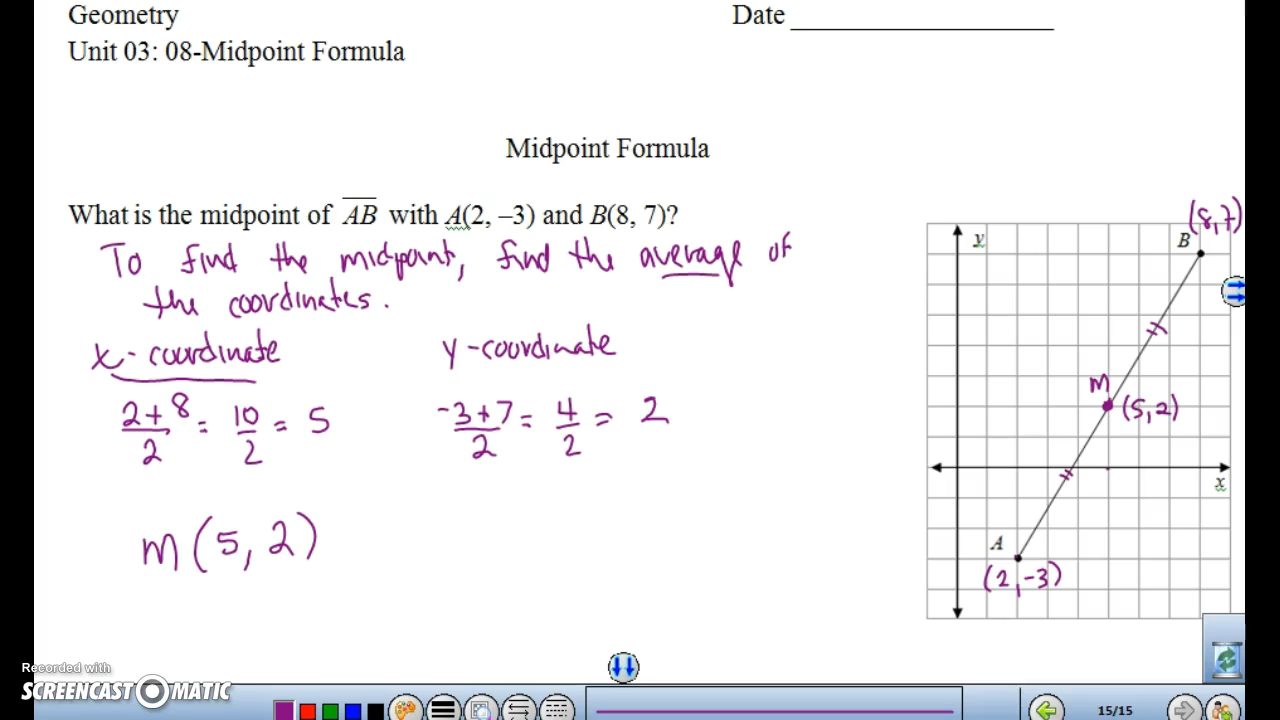 Geometry
Date ___________________
Unit 03: 08-Midpoint Formula
Midpoint Formula
What is the midpoint of AB with A(2, –3) and B(8, 7)?
To find the midpoint, find the average of
the coordinates.
x-coordinate y-coordinate
2+8/2 = 10/2 = 5 -3+7/2 = 4/2 = 2
m(5, 2)
(8,7)
B
y
m
(5,2)
x
A
(2,-3)
Recorded with
SCREENCAST O MATIC
15/15